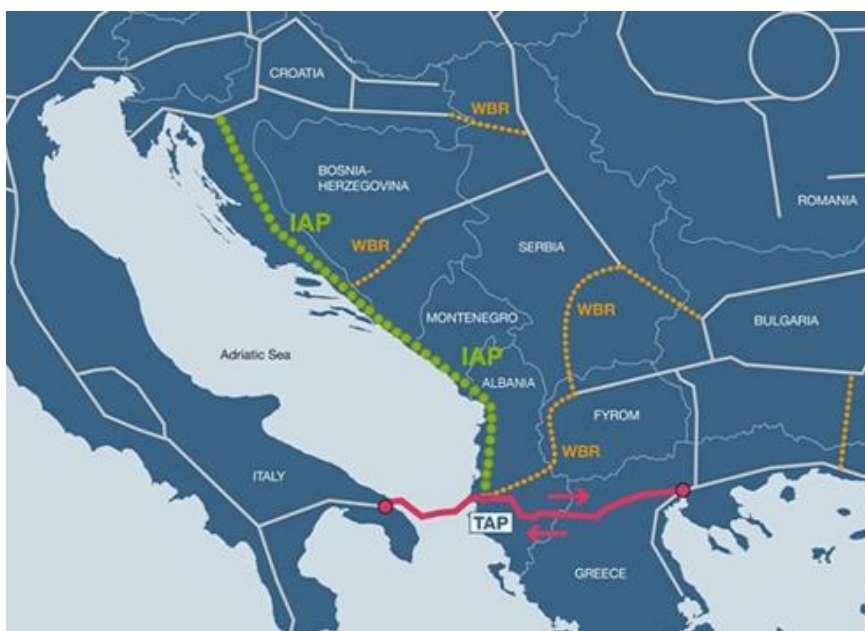 CROATIA
WBR
BOSNIA-
HERZEGOVINA
ROMANIA
IAP
WBR
SERBIA
WBR
MONTENEGRO
BULGARIA
Adriatic Sea
IAP
ALBANIA
FYROM
WBR
ITALY
TAP
GREECE